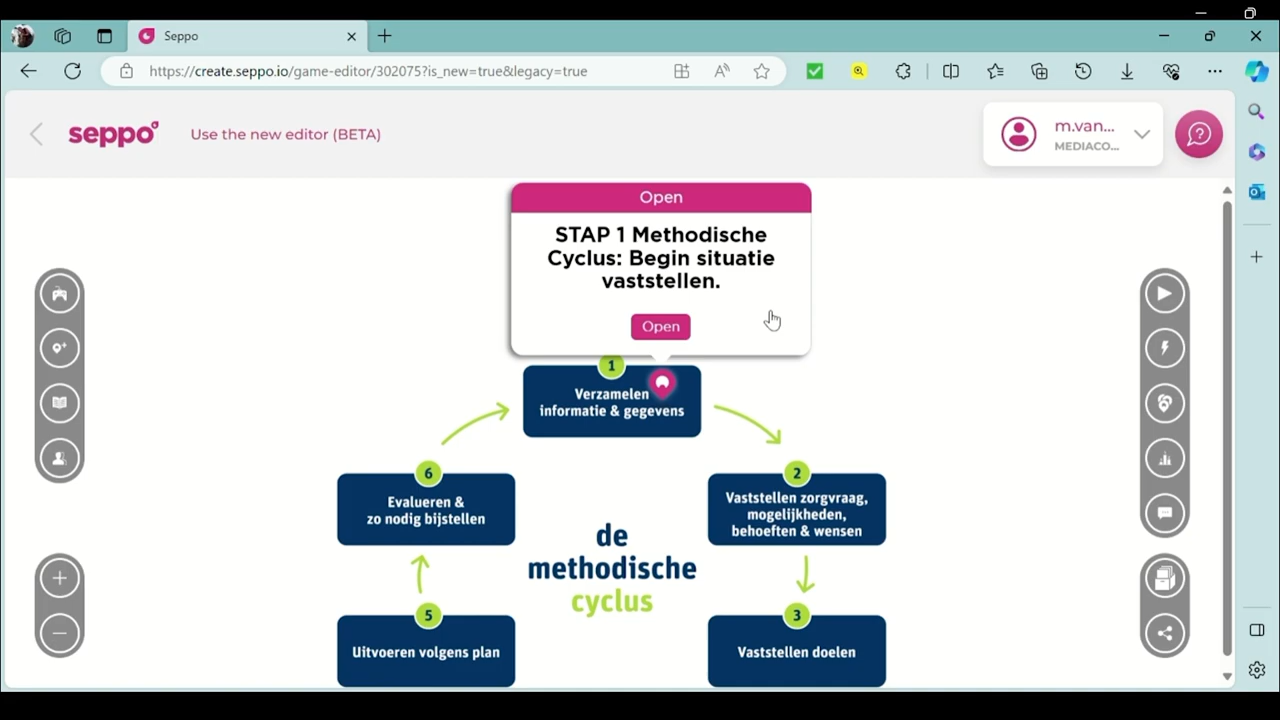 Seppo
https://create.seppo.io/game-editor/302075?is_new=true&legacy=true
seppo
Use the new editor (BETA)
m.van...
MEDIACO...
Open
STAP 1 Methodische
Cyclus: Begin situatie
vaststellen.
Open
1
Verzamelen
informatie & gegevens
6
Evalueren &
zo nodig bijstellen
2
Vaststellen zorgvraag,
mogelijkheden,
behoeften & wensen
de
methodische
cyclus
5
Uitvoeren volgens plan
3
Vaststellen doelen